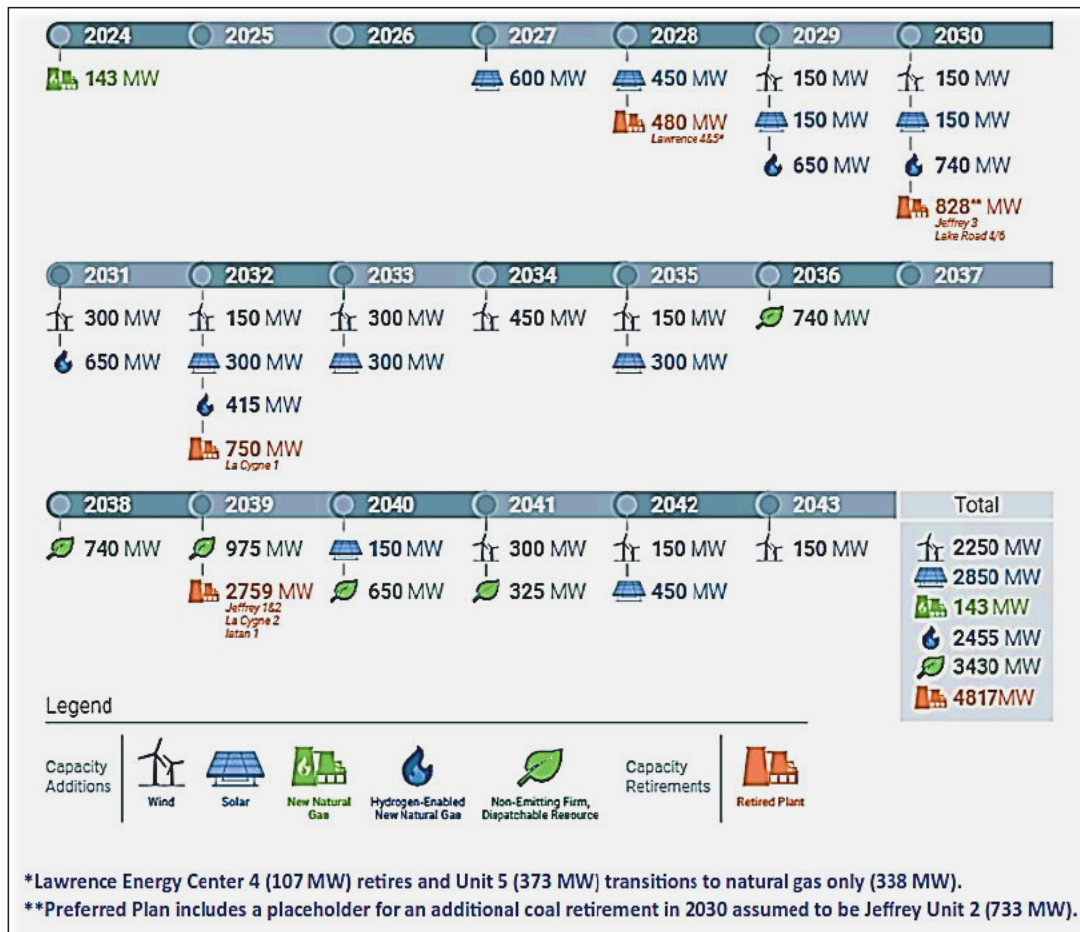 2024 2025 2026 2027 2028 2029 2030
143 MW 600 MW 450 MW 150 MW 150 MW
480 MW 150 MW 150 MW
Lawrence 4&5*
650 MW 740 MW
828** MW
Jeffrey 3
Lake Road 4/6
2031 2032 2033 2034 2035 2036 2037
300 MW 150 MW 300 MW 450 MW 150 MW 740 MW
650 MW 300 MW 300 MW 300 MW
415 MW
750 MW
La Cygne 1
2038 2039 2040 2041 2042 2043 Total
740 MW 975 MW 150 MW 300 MW 150 MW 150 MW 2250 MW
2759 MW 650 MW 325 MW 450 MW 2850 MW
Jeffrey 1&2
La Cygne 2
Iatan 1
143 MW
2455 MW
3430 MW
4817MW
Legend
Capacity
Additions
Wind
Solar
New Natural
Gas
Hydrogen-Enabled
New Natural Gas
Non-Emitting Firm,
Dispatchable Resource
Capacity
Retirements
Retired Plant
*Lawrence Energy Center 4 (107 MW) retires and Unit 5 (373 MW) transitions to natural gas only (338 MW).
**Preferred Plan includes a placeholder for an additional coal retirement in 2030 assumed to be Jeffrey Unit 2 (733 MW).